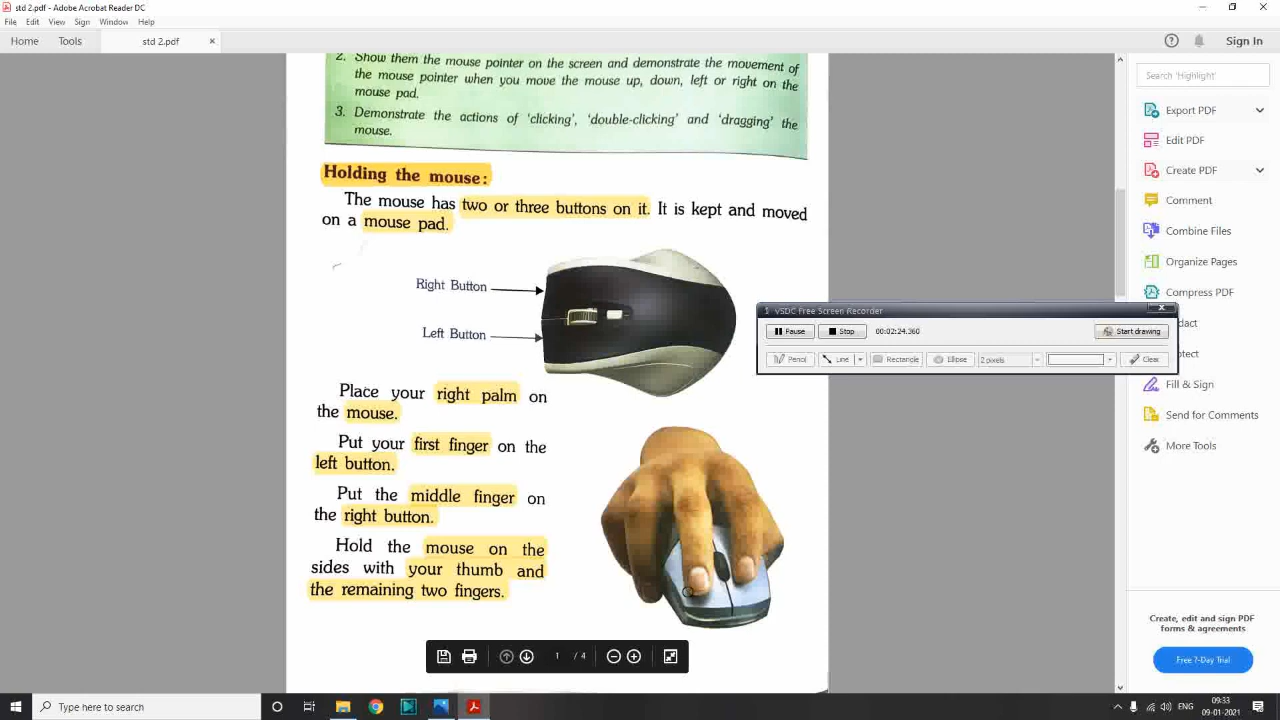 std 2.pdf - Adobe Acrobat Reader DC
File Edit View Sign Window Help
Home Tools std 2.pdf × Sign In
2. Show them the mouse pointer on the screen and demonstrate the movement of
the mouse pointer when you move the mouse up, down, left or right on the
mouse pad.
3. Demonstrate the actions of 'clicking', 'double-clicking' and 'dragging' the
mouse.
Holding the mouse:
The mouse has two or three buttons on it. It is kept and moved
on a mouse pad.
Right Button
Left Button
Place your right palm on
the mouse.
Put your first finger on the
left button.
Put the middle finger on
the right button.
Hold the mouse on the
sides with your thumb and
the remaining two fingers.
1 / 4
VSDC Free Screen Recorder
Pause Stop 00:02:24.360 Start drawing
Pencil Line Rectangle Ellipse 2 pixels Clear
Search 'Highlight'
Export PDF
Edit PDF
Create PDF
Comment
Combine Files
Organize Pages
Compress PDF
dact
otect
Fill & Sign
Send for Comments
More Tools
Create, edit and sign PDF
forms & agreements
Free 7-Day Trial
Type here to search
ENG
09:33
09-01-2021